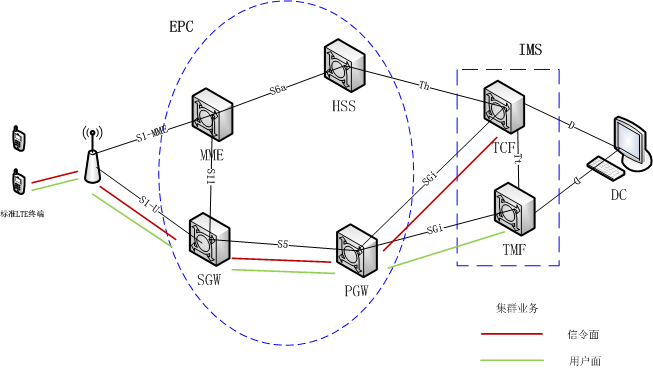 EPC
IMS
HSS
Th
S6a
S1-MME
MME
TCF
D
S11
SGi
T1
DC
标准LTE终端
S1-U
S5
SGi
D
SGW
PGW
TMF
集群业务
信令面
用户面